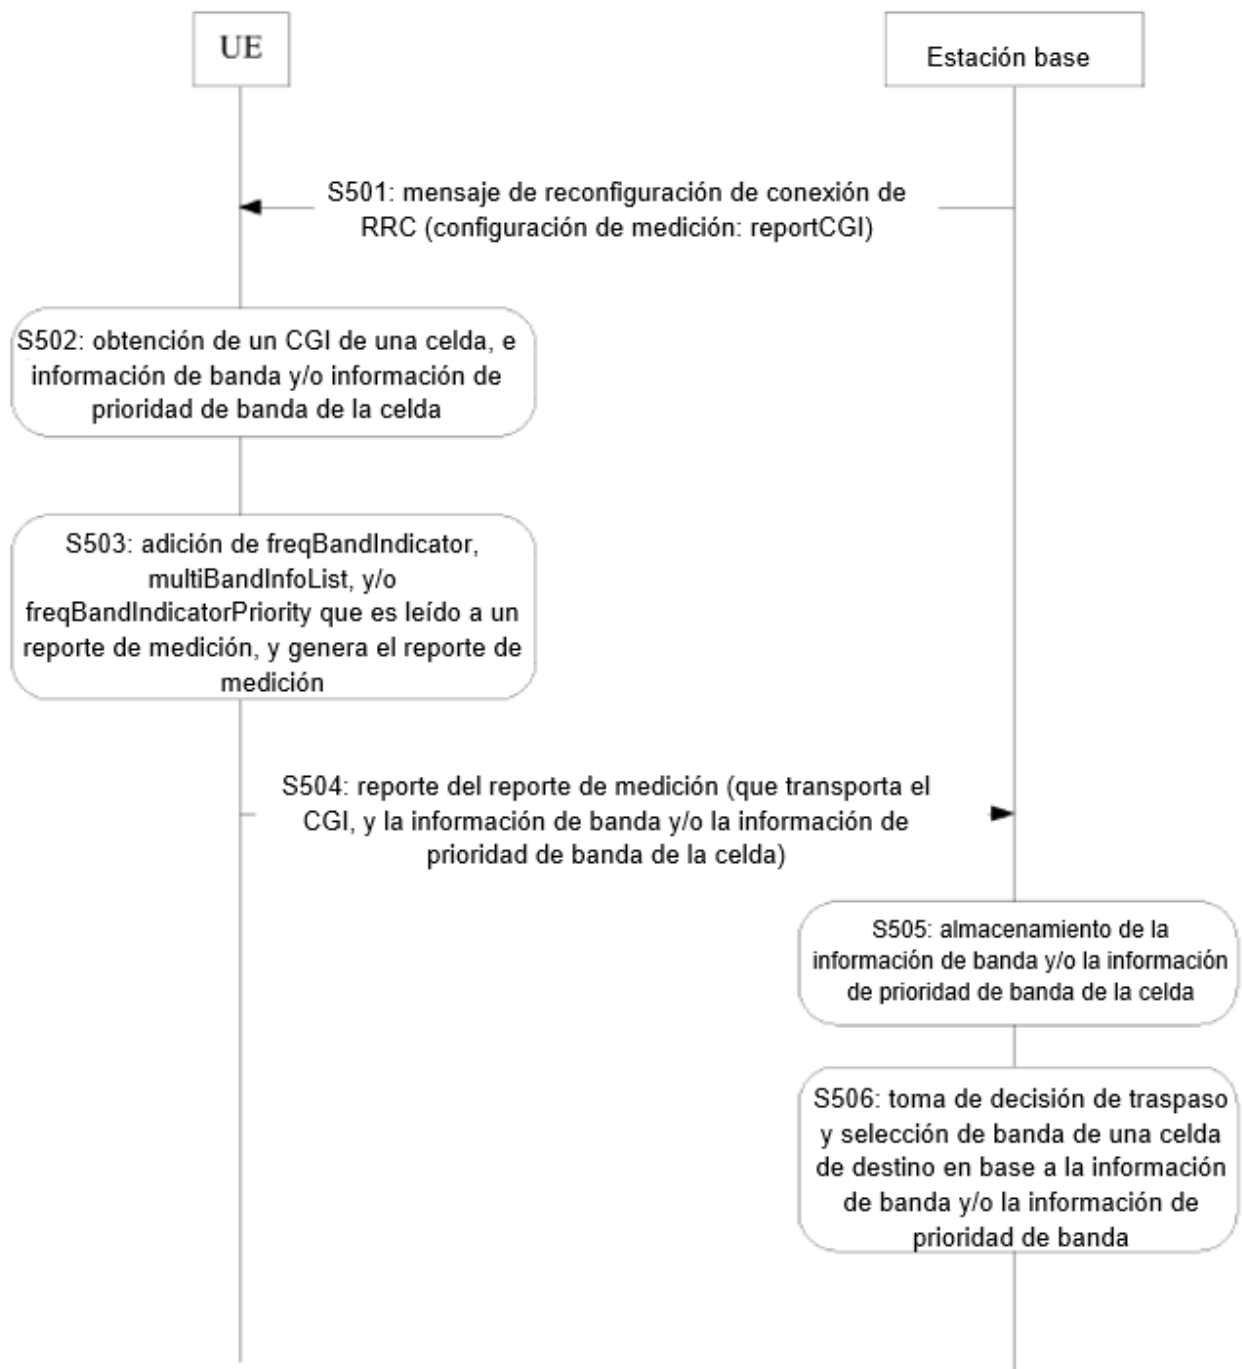 UE
Estación base
S501: mensaje de reconfiguración de conexión de
RRC (configuración de medición: reportCGI)
S502: obtención de un CGI de una celda, e
información de banda y/o información de
prioridad de banda de la celda
S503: adición de freqBandIndicator,
multiBandInfoList, y/o
freqBandIndicatorPriority que es leído a un
reporte de medición, y genera el reporte de
medición
S504: reporte del reporte de medición (que transporta el
CGI, y la información de banda y/o la información de
prioridad de banda de la celda)
S505: almacenamiento de la
información de banda y/o la información
de prioridad de banda de la celda
S506: toma de decisión de traspaso
y selección de banda de una celda
de destino en base a la información
de banda y/o la información de
prioridad de banda